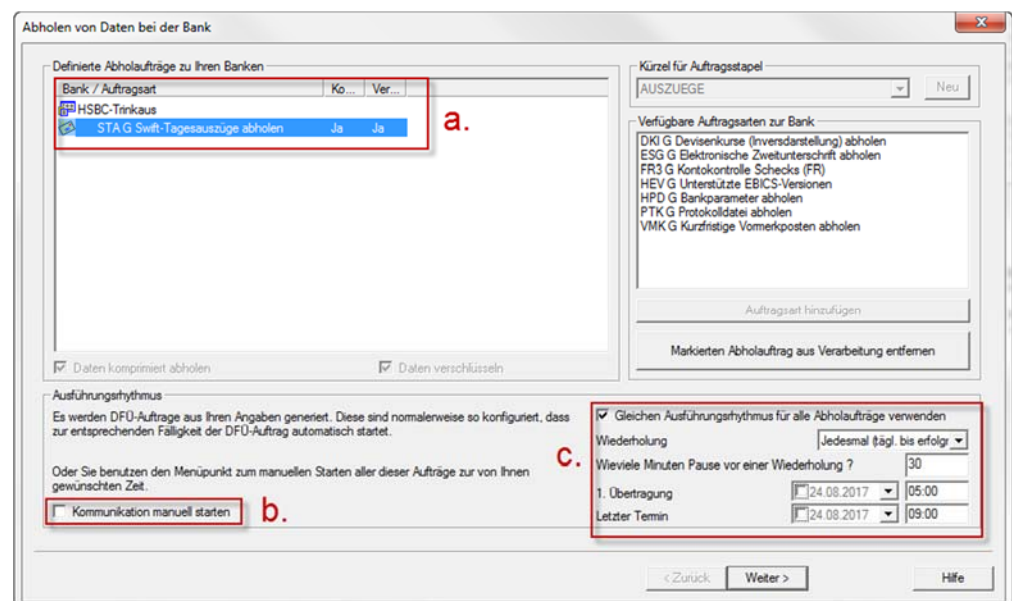 Abholen von Daten bei der Bank
Definierte Abholaufträge zu Ihren Banken
Bank / Auftragsart Ko... Ver...
HSBC-Trinkaus
STA G Swift-Tagesauszüge abholen Ja Ja
a.
Daten komprimiert abholen Daten verschlüsseln
Kürzel für Auftragsstapel
AUSZUEGE Neu
Verfügbare Auftragsarten zur Bank
DKI G Devisenkurse (Inversdarstellung) abholen
ESG G Elektronische Zweitunterschrift abholen
FR3 G Kontokontrolle Schecks (FR)
HEV G Unterstützte EBICS-Versionen
HPD G Bankparameter abholen
PTK G Protokolldatei abholen
VMK G Kurzfristige Vormerkposten abholen
Auftragsart hinzufügen
Markierten Abholauftrag aus Verarbeitung entfernen
Ausführungsrhythmus
Es werden DFÜ-Auftrage aus Ihren Angaben generiert. Diese sind normalerweise so konfiguriert, dass
zur entsprechenden Fälligkeit der DFÜ-Auftrag automatisch startet.
Oder Sie benutzen den Menüpunkt zum manuellen Starten aller dieser Aufträge zur von Ihnen
gewünschten Zeit.
Kommunikation manuell starten
b.
c.
Gleichen Ausführungsrhythmus für alle Abholaufträge verwenden
Wiederholung Jedesmal (tägl. bis erfolgr
Wieviele Minuten Pause vor einer Wiederholung ? 30
1. Übertragung 24.08.2017 05:00
Letzter Termin 24.08.2017 09:00
< Zurück Weiter > Hilfe